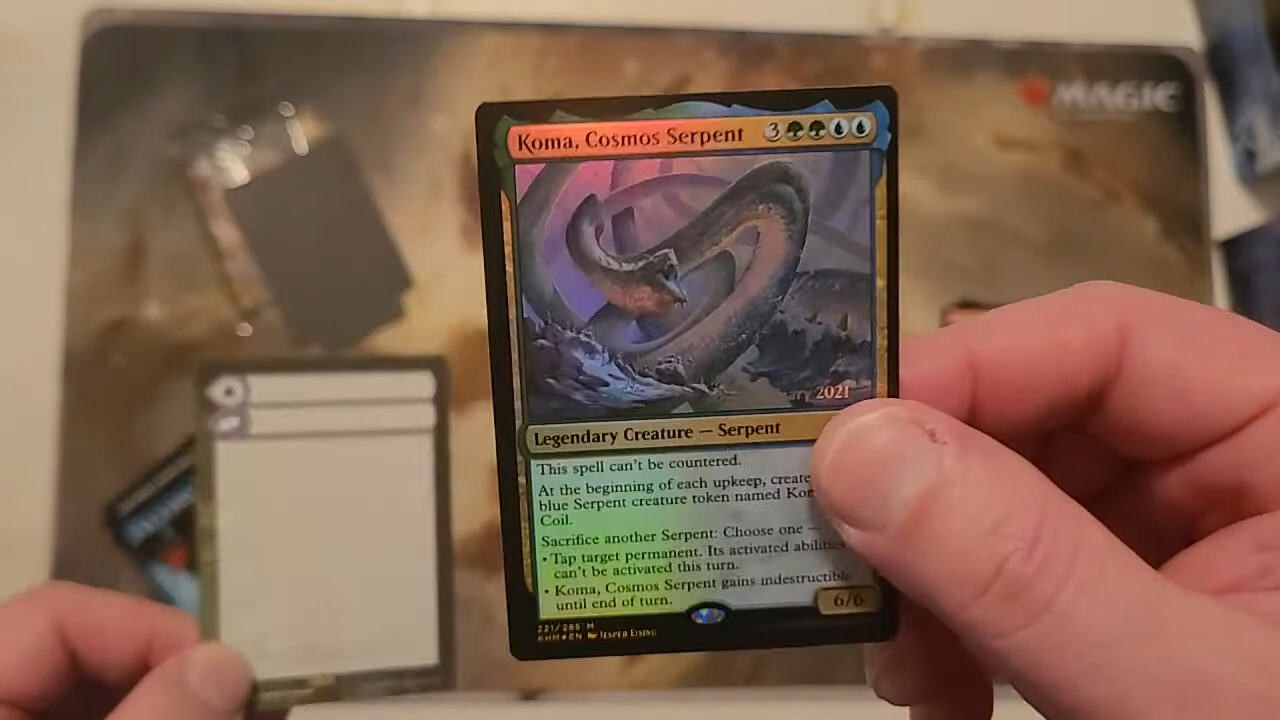 MAGIC
Koma, Cosmos Serpent 3
2021
Legendary Creature — Serpent
This spell can't be countered.
At the beginning of each upkeep, create
blue Serpent creature token named
Coil.
Sacrifice another Serpent: Choose one —
• Tap target permanent. Its activated abilities
can't be activated this turn.
• Koma, Cosmos Serpent gains indestructible
until end of turn.
6/6
221/285 M
KHM EN Jesper Ejsing